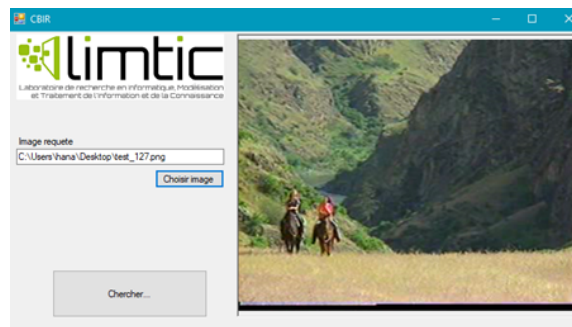 CBIR
limtic
Laboratoire de recherche en informatique, Modélisation
et Traitement de l'Information et de la Connaissance
Image requete
C:\Users\hana\Desktop\test_127.png
Choisir image
Chercher...